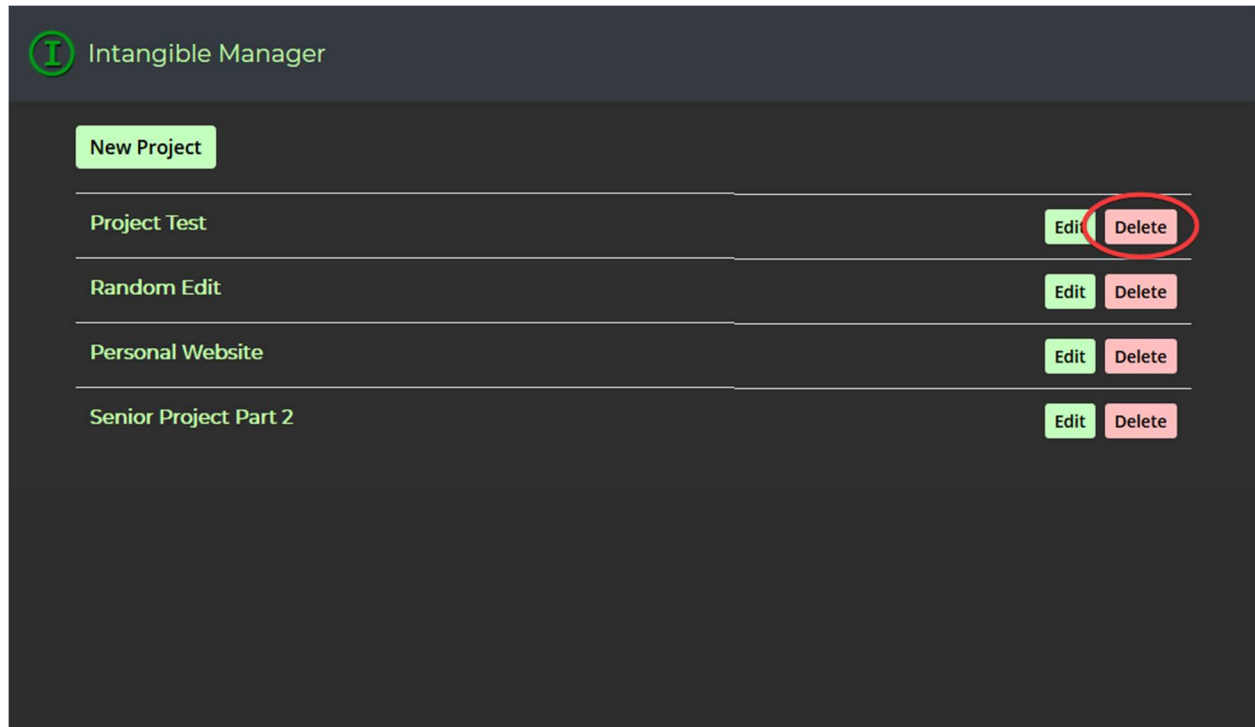 I Intangible Manager
New Project
Project Test Edit Delete
Random Edit Edit Delete
Personal Website Edit Delete
Senior Project Part 2 Edit Delete